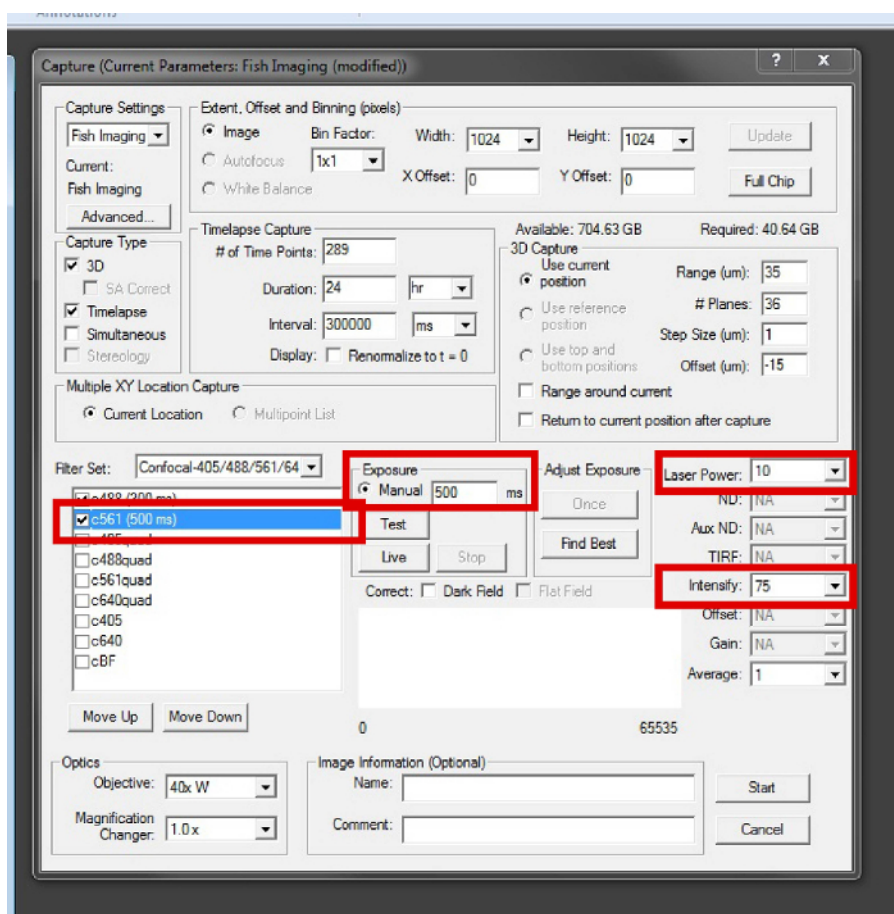 Annotations
Capture (Current Parameters: Fish Imaging (modified))
? X
Capture Settings
Fish Imaging
Current:
Fish Imaging
Advanced...
Extent, Offset and Binning (pixels)
Image Bin Factor: Width: 1024 Height: 1024 Update
Autofocus 1x1
White Balance X Offset: 0 Y Offset: 0 Full Chip
Capture Type
3D
SA Correct
Timelapse
Simultaneous
Stereology
Timelapse Capture
# of Time Points: 289
Duration: 24 hr
Interval: 300000 ms
Display: Renormalize to t = 0
Available: 704.63 GB Required: 40.64 GB
3D Capture
Use current position
Use reference position
Use top and bottom positions
Range (um): 35
# Planes: 36
Step Size (um): 1
Offset (um): -15
Range around current
Return to current position after capture
Multiple XY Location Capture
Current Location Multipoint List
Filter Set: Confocal-405/488/561/64
c488 (200 ms)
c561 (500 ms)
c405quad
c488quad
c561quad
c640quad
c405
c640
cBF
Move Up Move Down
Exposure
Manual 500 ms
Test
Live Stop
Adjust Exposure
Once
Find Best
Correct: Dark Field Flat Field
0 65535
Laser Power: 10
ND: NA
Aux ND: NA
TIRF: NA
Intensify: 75
Offset: NA
Gain: NA
Average: 1
Optics
Objective: 40x W
Magnification
Changer: 1.0x
Image Information (Optional)
Name:
Comment:
Start
Cancel